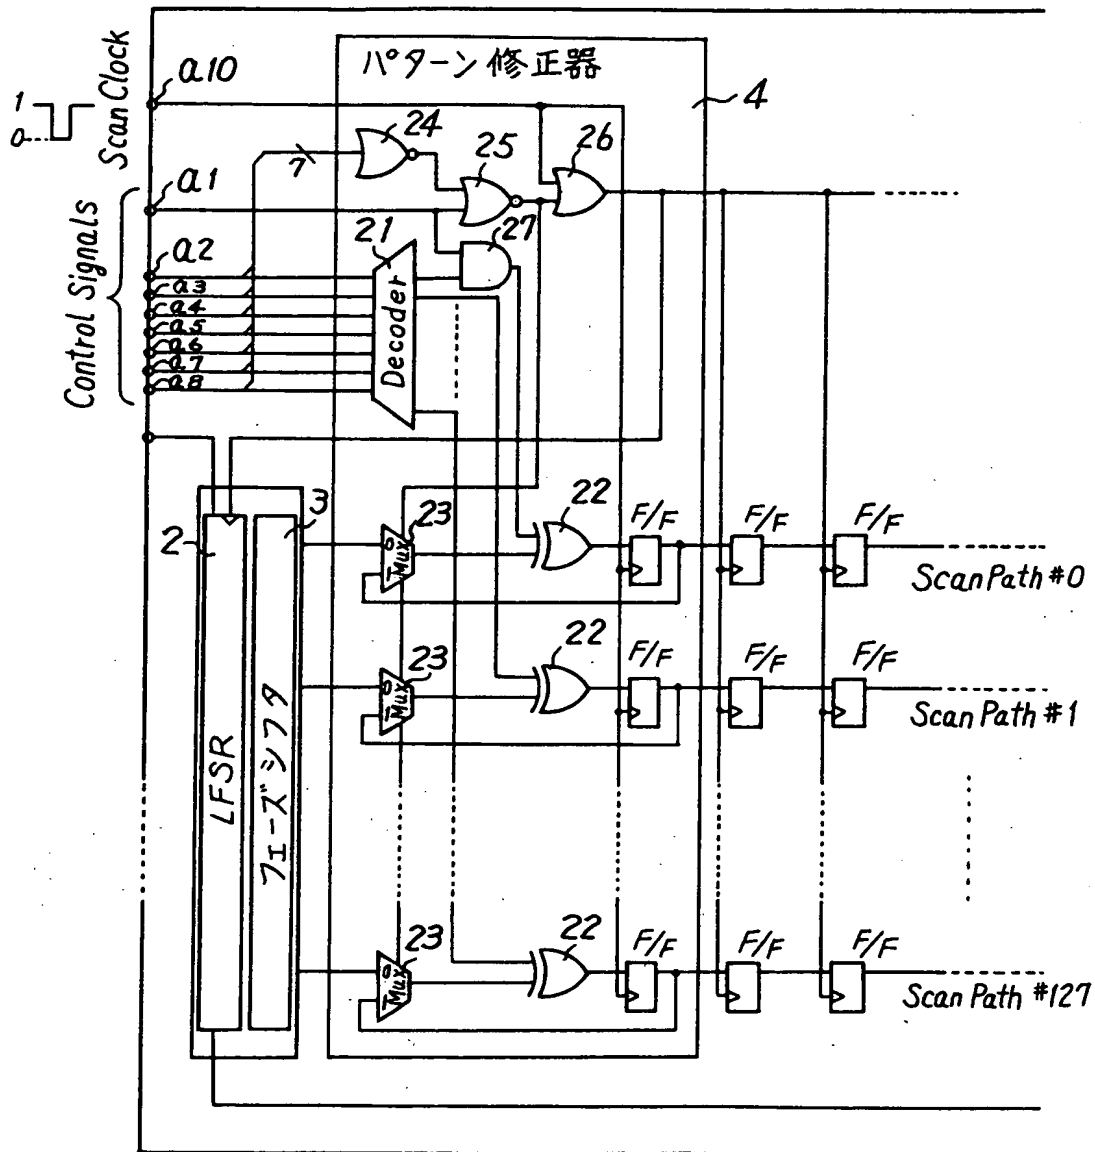 パターン修正器
Scan Clock
a10
1
0
4
24
7
25
26
Control Signals
a1
27
21
Decoder
a2
a3
a4
a5
a6
a7
a8
2
3
LFSR
フェーズシフタ
23
0
1
Mux
22
F/F
F/F
F/F
Scan Path #0
23
0
1
Mux
22
F/F
F/F
F/F
Scan Path #1
23
0
1
Mux
22
F/F
F/F
F/F
Scan Path #127